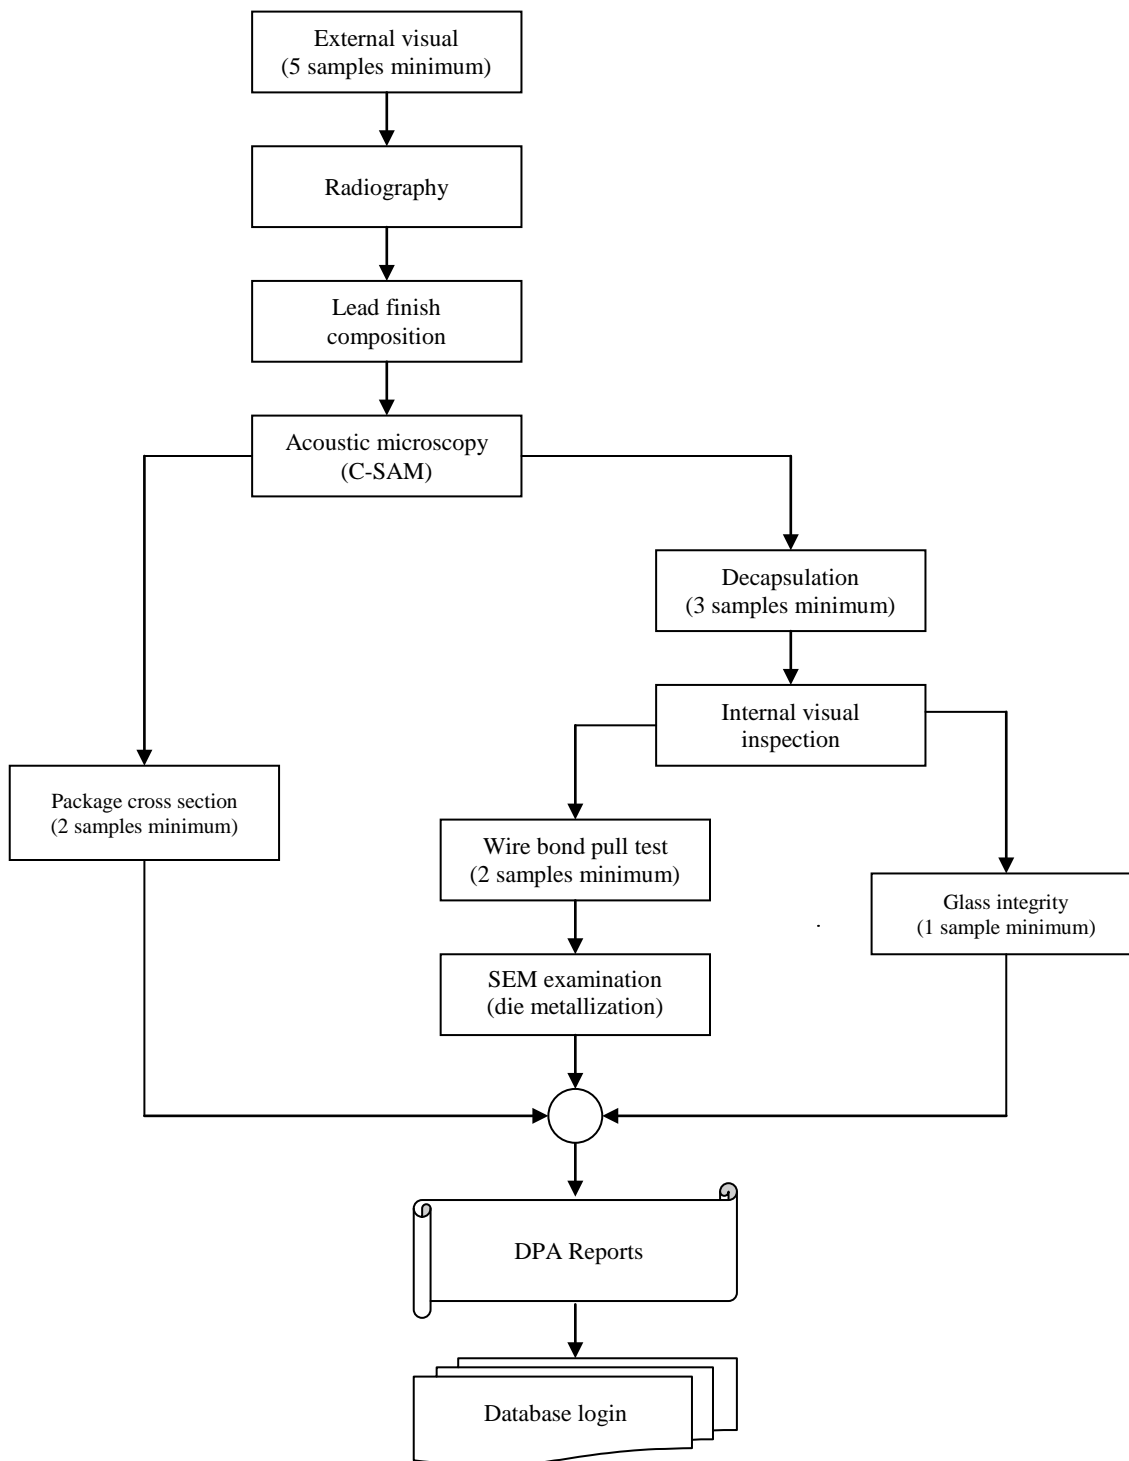 External visual
(5 samples minimum)
Radiography
Lead finish
composition
Acoustic microscopy
(C-SAM)
Decapsulation
(3 samples minimum)
Internal visual
inspection
Package cross section
(2 samples minimum)
Wire bond pull test
(2 samples minimum)
Glass integrity
(1 sample minimum)
.
SEM examination
(die metallization)
DPA Reports
Database login